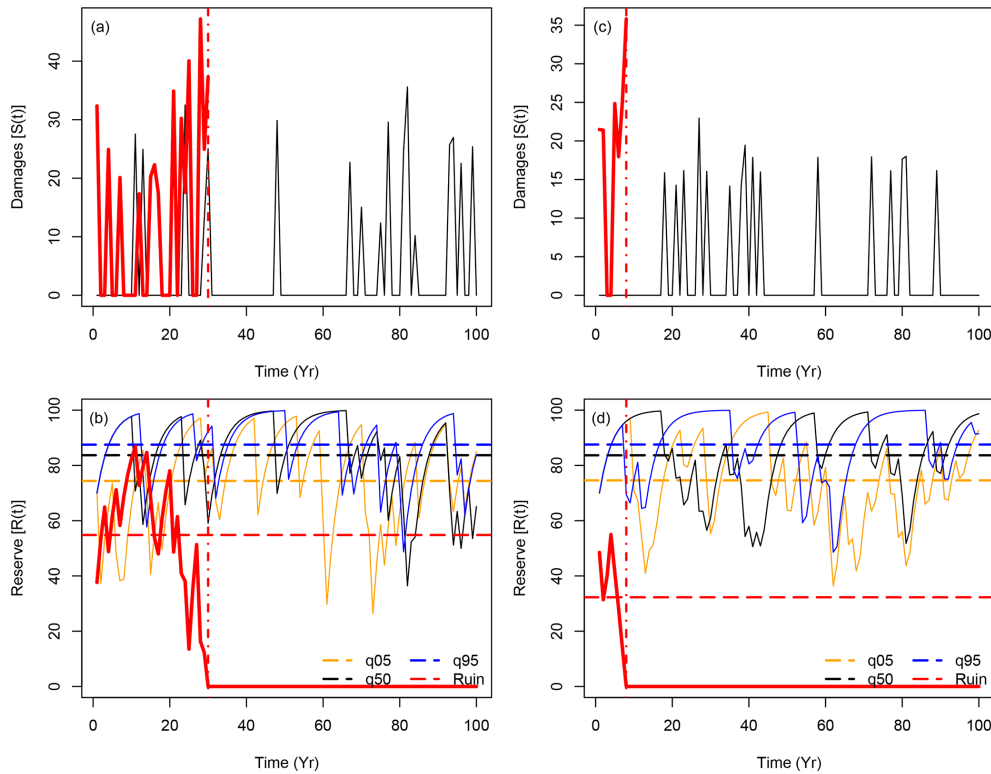 (a)
Damages [S(t)]
40
30
20
10
0
0 20 40 60 80 100
Time (Yr)
(c)
Damages [S(t)]
35
30
25
20
15
10
5
0
0 20 40 60 80 100
Time (Yr)
(b)
Reserve [R(t)]
100
80
60
40
20
0
q05 q95
q50 Ruin
0 20 40 60 80 100
Time (Yr)
(d)
Reserve [R(t)]
100
80
60
40
20
0
q05 q95
q50 Ruin
0 20 40 60 80 100
Time (Yr)